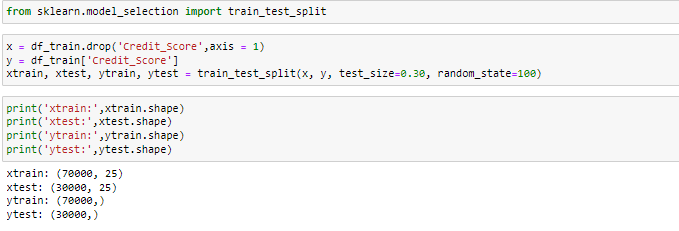 from sklearn.model_selection import train_test_split
x = df_train.drop('Credit_Score',axis = 1)
y = df_train['Credit_Score']
xtrain, xtest, ytrain, ytest = train_test_split(x, y, test_size=0.30, random_state=100)
print('xtrain:',xtrain.shape)
print('xtest:',xtest.shape)
print('ytrain:',ytrain.shape)
print('ytest:',ytest.shape)
xtrain: (70000, 25)
xtest: (30000, 25)
ytrain: (70000,)
ytest: (30000,)